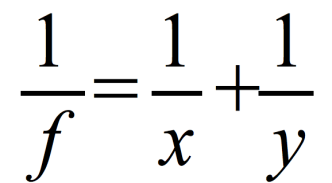 1/f = 1/x + 1/y